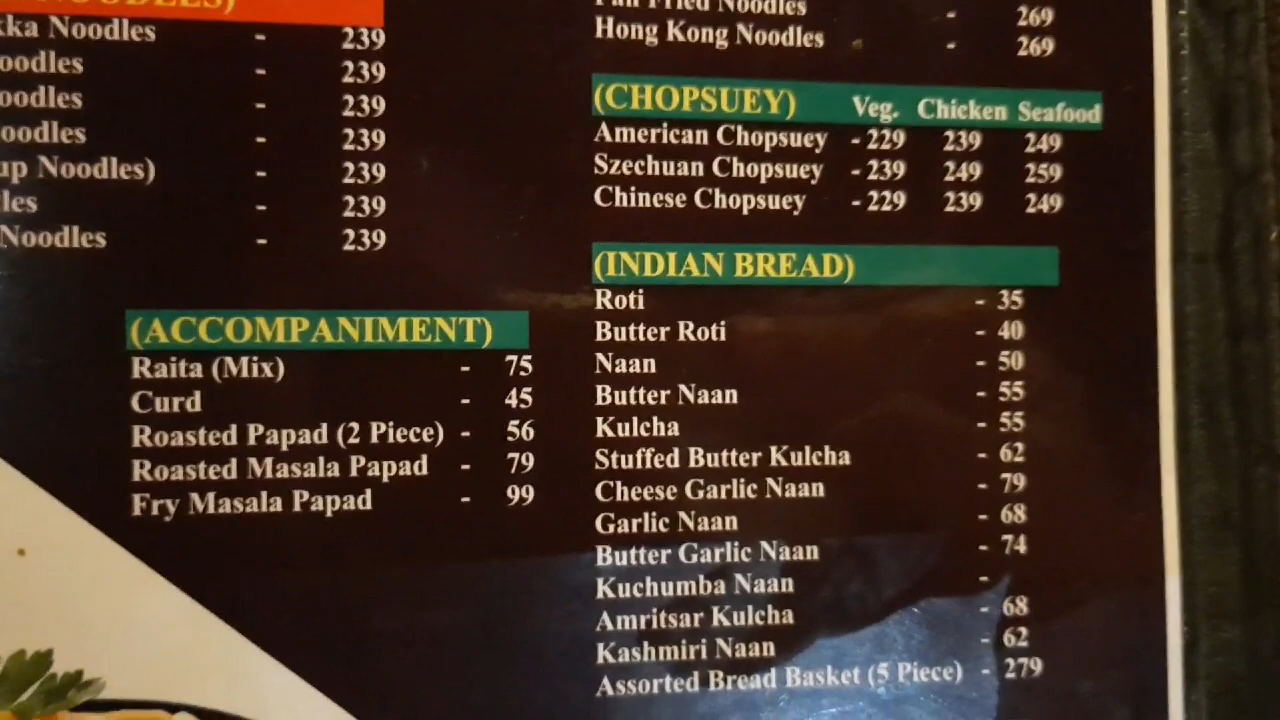 NOODLES)
kka Noodles - 239
oodles - 239
oodles - 239
oodles - 239
up Noodles) - 239
les - 239
Noodles - 239
(ACCOMPANIMENT)
Raita (Mix) - 75
Curd - 45
Roasted Papad (2 Piece) - 56
Roasted Masala Papad - 79
Fry Masala Papad - 99
Pan Fried Noodles - 269
Hong Kong Noodles - 269
(CHOPSUEY) Veg. Chicken Seafood
American Chopsuey - 229 239 249
Szechuan Chopsuey - 239 249 259
Chinese Chopsuey - 229 239 249
(INDIAN BREAD)
Roti - 35
Butter Roti - 40
Naan - 50
Butter Naan - 55
Kulcha - 55
Stuffed Butter Kulcha - 62
Cheese Garlic Naan - 79
Garlic Naan - 68
Butter Garlic Naan - 74
Kuchumba Naan -
Amritsar Kulcha - 68
Kashmiri Naan - 62
Assorted Bread Basket (5 Piece) - 279